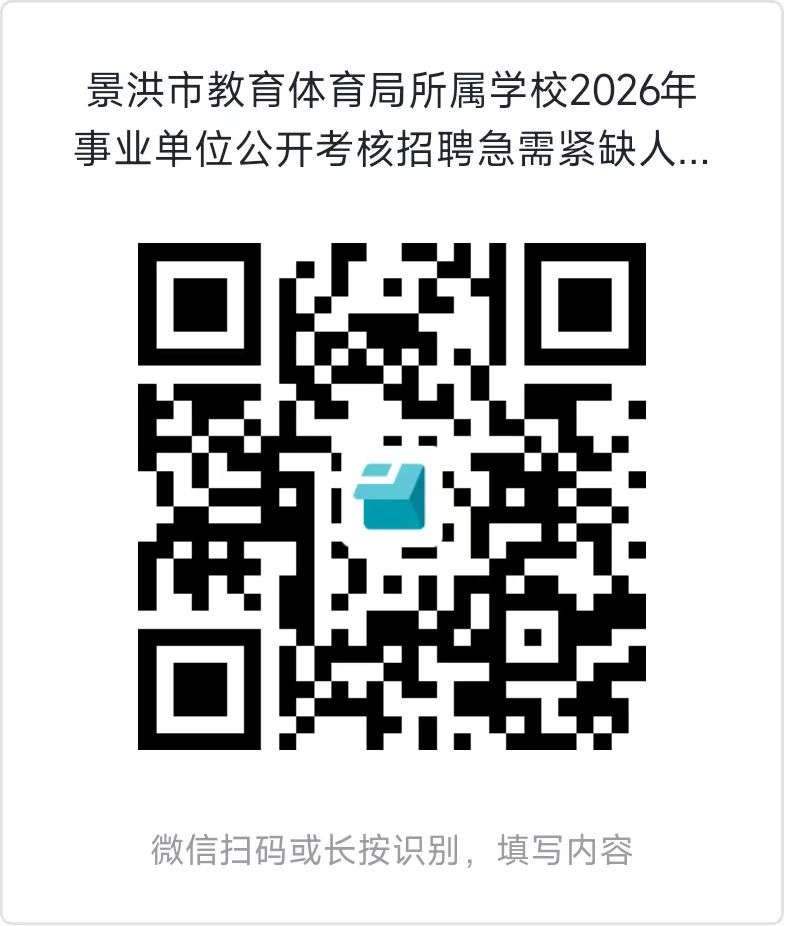 景洪市教育体育局所属学校2026年
事业单位公开考核招聘急需紧缺人...
微信扫码或长按识别，填写内容